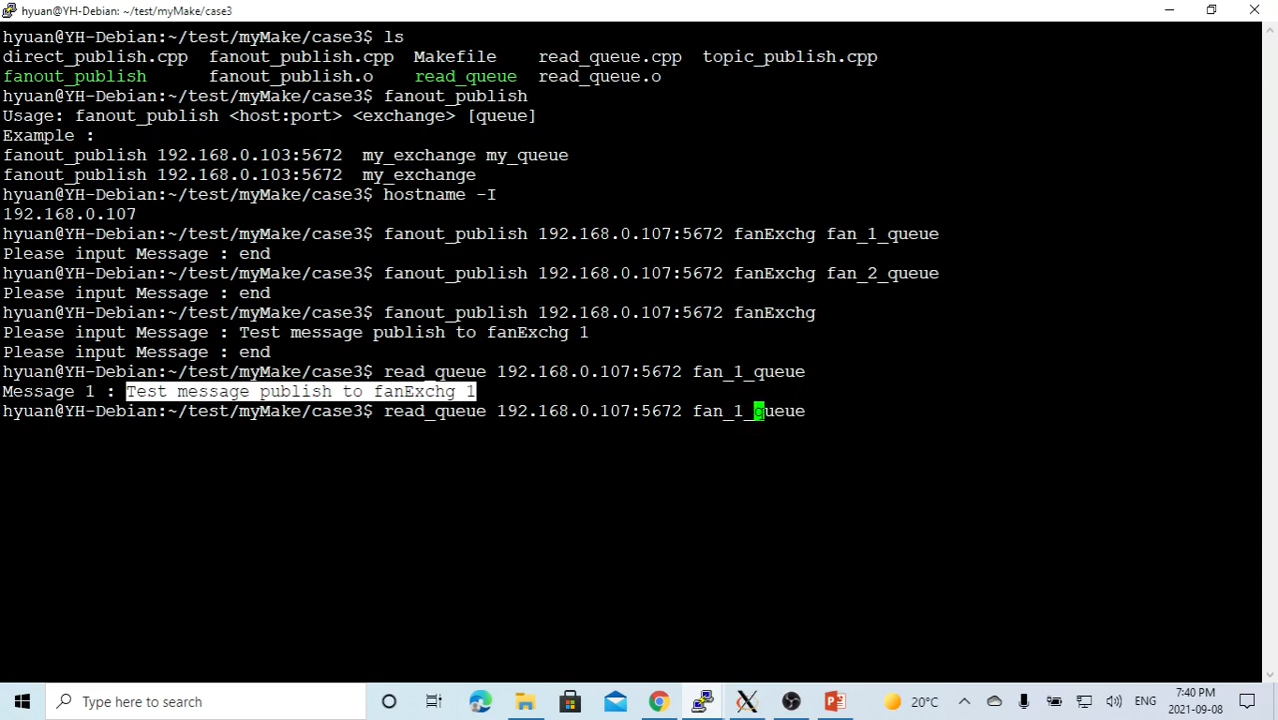 hyuan@YH-Debian: ~/test/myMake/case3
hyuan@YH-Debian:~/test/myMake/case3$ ls
direct_publish.cpp  fanout_publish.cpp  Makefile    read_queue.cpp  topic_publish.cpp
fanout_publish      fanout_publish.o    read_queue  read_queue.o
hyuan@YH-Debian:~/test/myMake/case3$ fanout_publish
Usage: fanout_publish <host:port> <exchange> [queue]
Example :
fanout_publish 192.168.0.103:5672  my_exchange my_queue
fanout_publish 192.168.0.103:5672  my_exchange
hyuan@YH-Debian:~/test/myMake/case3$ hostname -I
192.168.0.107
hyuan@YH-Debian:~/test/myMake/case3$ fanout_publish 192.168.0.107:5672 fanExchg fan_1_queue
Please input Message : end
hyuan@YH-Debian:~/test/myMake/case3$ fanout_publish 192.168.0.107:5672 fanExchg fan_2_queue
Please input Message : end
hyuan@YH-Debian:~/test/myMake/case3$ fanout_publish 192.168.0.107:5672 fanExchg
Please input Message : Test message publish to fanExchg 1
Please input Message : end
hyuan@YH-Debian:~/test/myMake/case3$ read_queue 192.168.0.107:5672 fan_1_queue
Message 1 : Test message publish to fanExchg 1
hyuan@YH-Debian:~/test/myMake/case3$ read_queue 192.168.0.107:5672 fan_1_queue
Type here to search
20°C
ENG
7:40 PM
2021-09-08